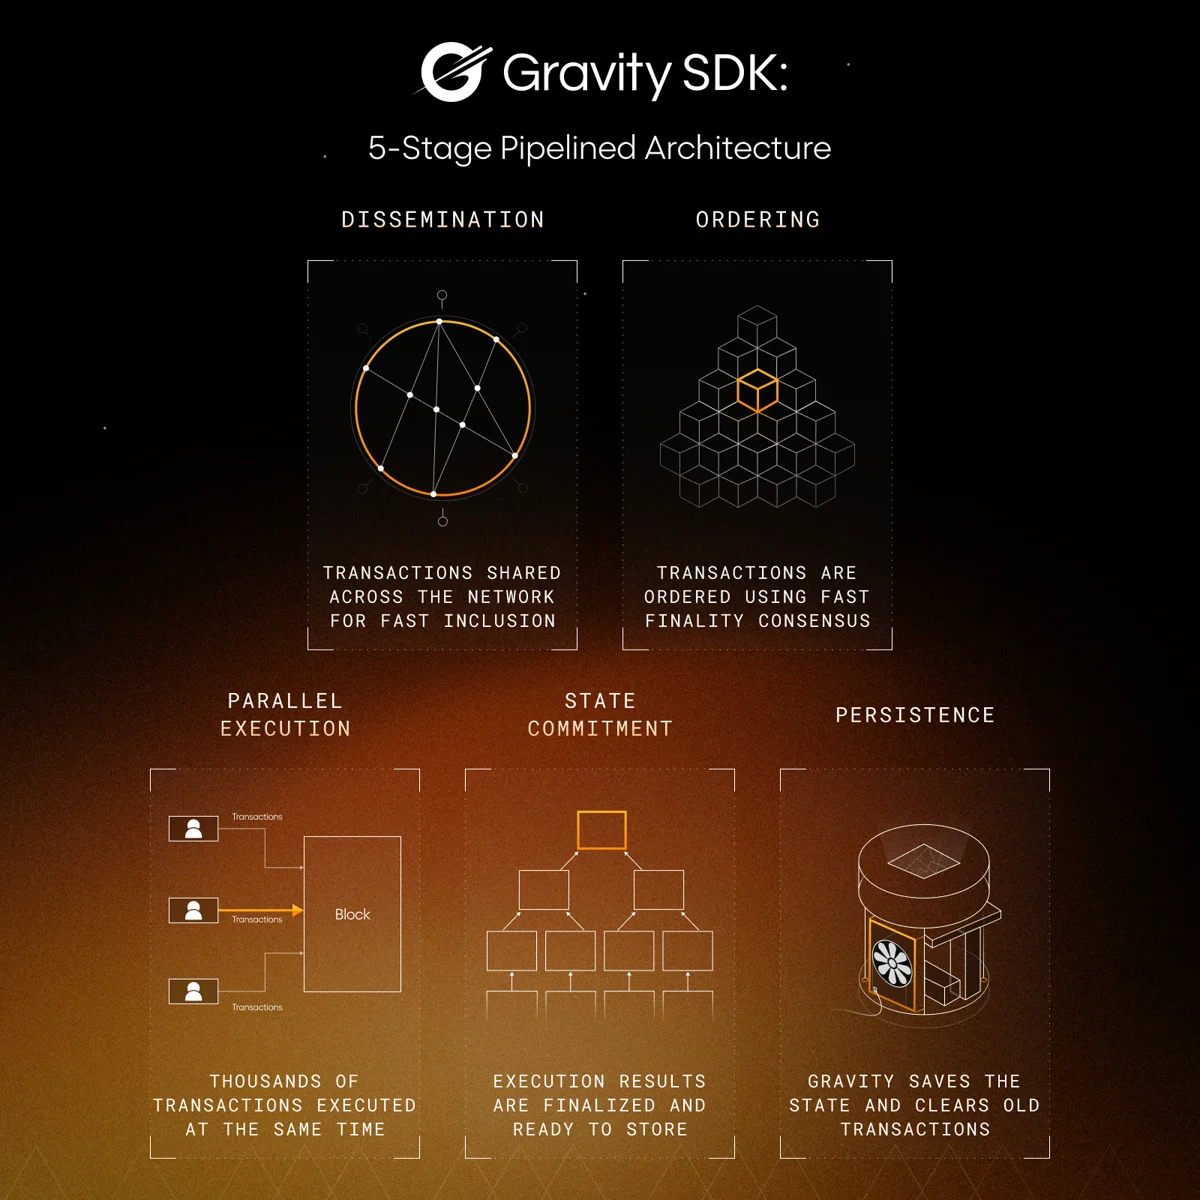 Gravity SDK:
5-Stage Pipelined Architecture
DISSEMINATION
TRANSACTIONS SHARED
ACROSS THE NETWORK
FOR FAST INCLUSION
ORDERING
TRANSACTIONS ARE
ORDERED USING FAST
FINALITY CONSENSUS
PARALLEL
EXECUTION
Transactions
Transactions
Transactions
Block
THOUSANDS OF
TRANSACTIONS EXECUTED
AT THE SAME TIME
STATE
COMMITMENT
EXECUTION RESULTS
ARE FINALIZED AND
READY TO STORE
PERSISTENCE
GRAVITY SAVES THE
STATE AND CLEARS OLD
TRANSACTIONS